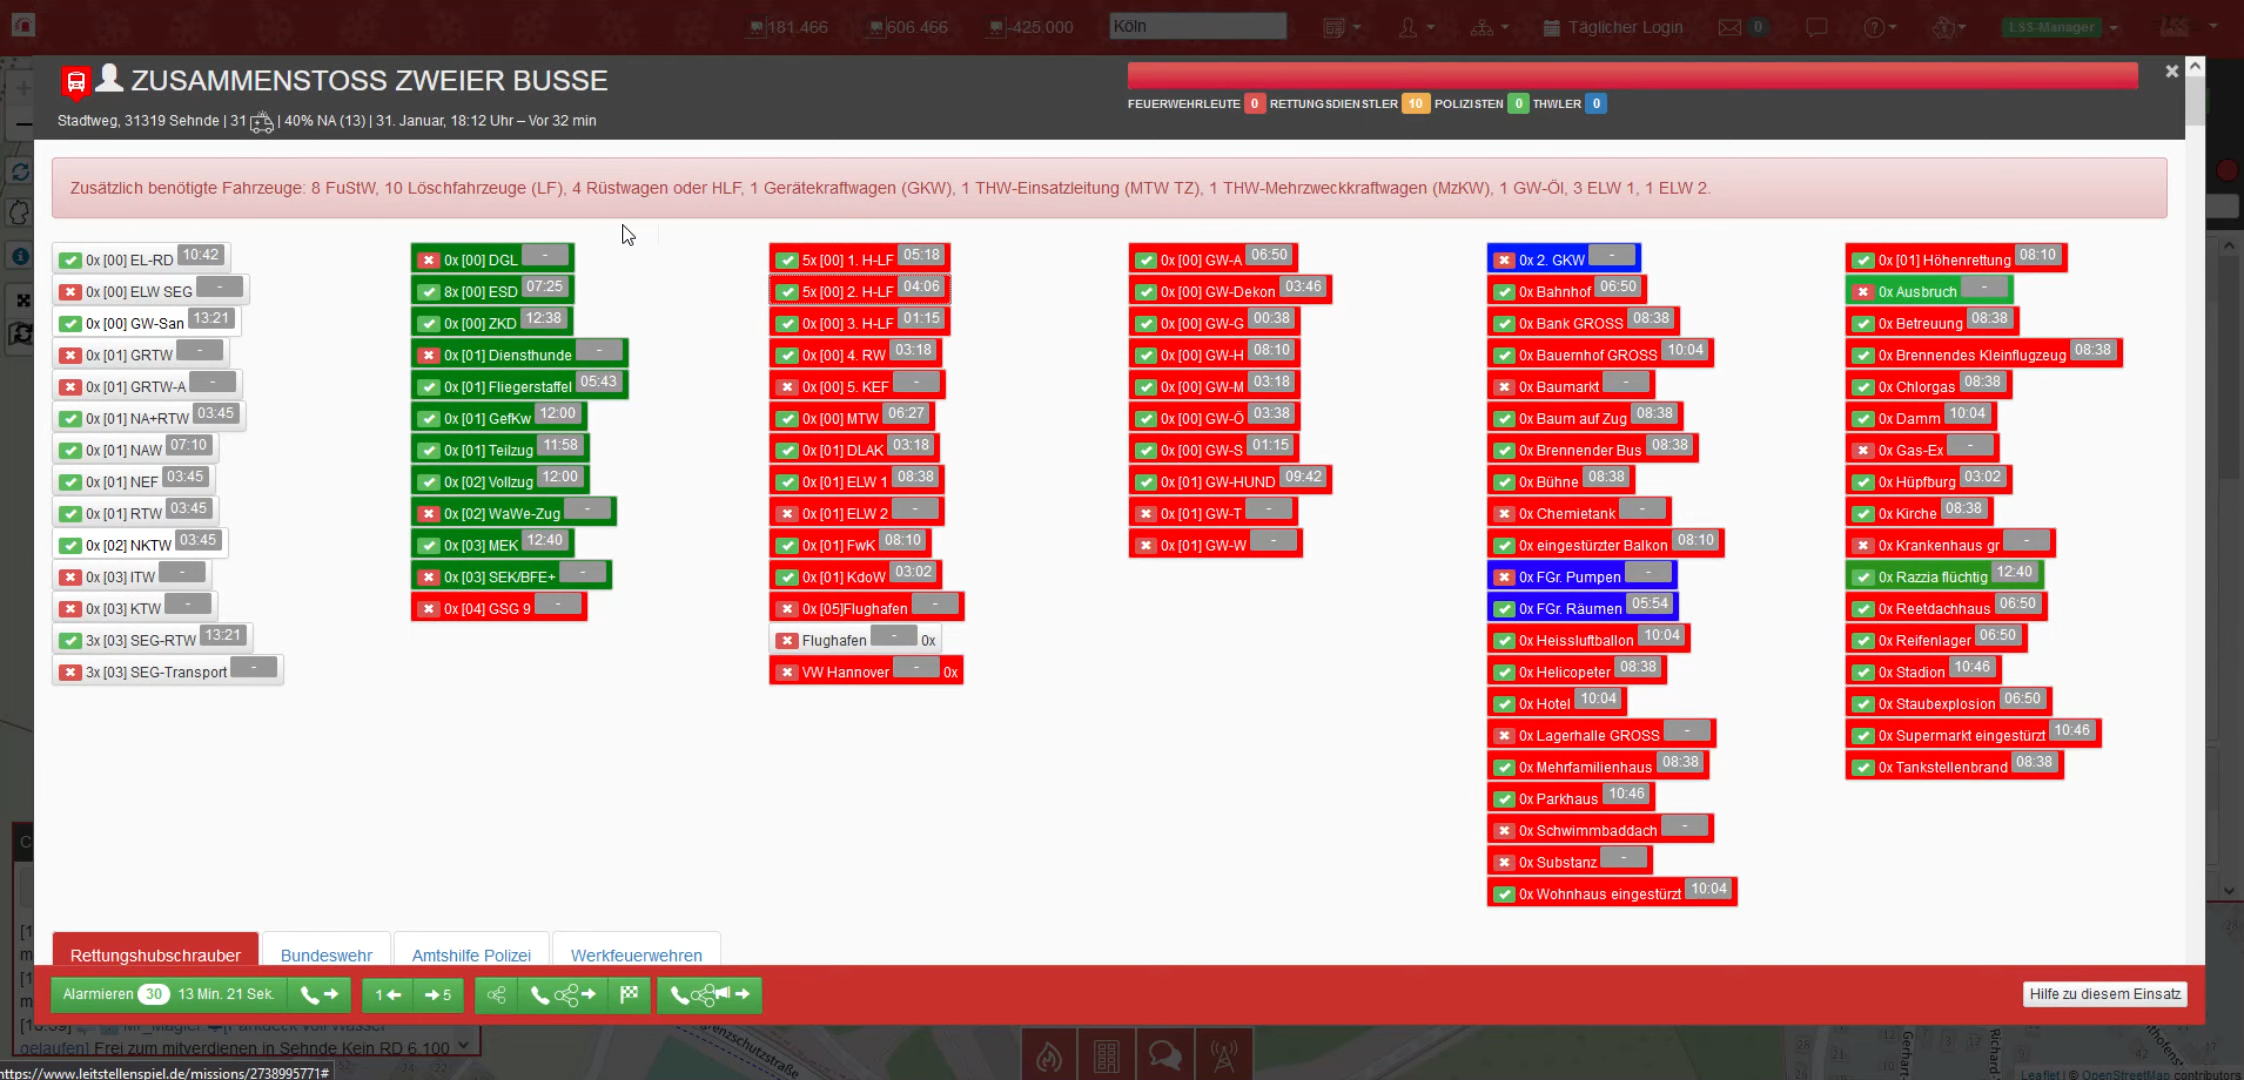 181.466 606.466 -425.000 Köln Täglicher Login 0 LSS-Manager
ZUSAMMENSTOSS ZWEIER BUSSE
FEUERWEHRLEUTE 0 RETTUNGSDIENSTLER 10 POLIZISTEN 0 THWLER 0
Stadtweg, 31319 Sehnde | 31 | 40% NA (13) | 31. Januar, 18:12 Uhr – Vor 32 min
Zusätzlich benötigte Fahrzeuge: 8 FuStW, 10 Löschfahrzeuge (LF), 4 Rüstwagen oder HLF, 1 Gerätekraftwagen (GKW), 1 THW-Einsatzleitung (MTW TZ), 1 THW-Mehrzweckkraftwagen (MzKW), 1 GW-Öl, 3 ELW 1, 1 ELW 2.
0x [00] EL-RD 10:42
0x [00] ELW SEG -
0x [00] GW-San 13:21
0x [01] GRTW -
0x [01] GRTW-A -
0x [01] NA+RTW 03:45
0x [01] NAW 07:10
0x [01] NEF 03:45
0x [01] RTW 03:45
0x [02] NKTW 03:45
0x [03] ITW -
0x [03] KTW -
3x [03] SEG-RTW 13:21
3x [03] SEG-Transport -
0x [00] DGL -
8x [00] ESD 07:25
0x [00] ZKD 12:38
0x [01] Diensthunde -
0x [01] Fliegerstaffel 05:43
0x [01] GefKw 12:00
0x [01] Teilzug 11:58
0x [02] Vollzug 12:00
0x [02] WaWe-Zug -
0x [03] MEK 12:40
0x [03] SEK/BFE+ -
0x [04] GSG 9 -
5x [00] 1. H-LF 05:18
5x [00] 2. H-LF 04:06
0x [00] 3. H-LF 01:15
0x [00] 4. RW 03:18
0x [00] 5. KEF -
0x [00] MTW 06:27
0x [01] DLAK 03:18
0x [01] ELW 1 08:38
0x [01] ELW 2 -
0x [01] FwK 08:10
0x [01] KdoW 03:02
0x [05]Flughafen -
Flughafen - 0x
VW Hannover - 0x
0x [00] GW-A 06:50
0x [00] GW-Dekon 03:46
0x [00] GW-G 00:38
0x [00] GW-H 08:10
0x [00] GW-M 03:18
0x [00] GW-Ö 03:38
0x [00] GW-S 01:15
0x [01] GW-HUND 09:42
0x [01] GW-T -
0x [01] GW-W -
0x 2. GKW -
0x Bahnhof 06:50
0x Bank GROSS 08:38
0x Bauernhof GROSS 10:04
0x Baumarkt -
0x Baum auf Zug 08:38
0x Brennender Bus 08:38
0x Bühne 08:38
0x Chemietank -
0x eingestürzter Balkon 08:10
0x FGr. Pumpen -
0x FGr. Räumen 05:54
0x Heissluftballon 10:04
0x Helicopeter 08:38
0x Hotel 10:04
0x Lagerhalle GROSS -
0x Mehrfamilienhaus 08:38
0x Parkhaus 10:46
0x Schwimmbaddach -
0x Substanz -
0x Wohnhaus eingestürzt 10:04
0x [01] Höhenrettung 08:10
0x Ausbruch -
0x Betreuung 08:38
0x Brennendes Kleinflugzeug 08:38
0x Chlorgas 08:38
0x Damm 10:04
0x Gas-Ex -
0x Hüpfburg 03:02
0x Kirche 08:38
0x Krankenhaus gr -
0x Razzia flüchtig 12:40
0x Reetdachhaus 06:50
0x Reifenlager 06:50
0x Stadion 10:46
0x Staubexplosion 06:50
0x Supermarkt eingestürzt 10:46
0x Tankstellenbrand 08:38
Rettungshubschrauber Bundeswehr Amtshilfe Polizei Werkfeuerwehren
Alarmieren 30 13 Min. 21 Sek. 1 5 Hilfe zu diesem Einsatz
gelaufen] Frei zum mitverdienen in Sehnde Kein RD 6.100
https://www.leitstellenspiel.de/missions/2738995771#
Leaflet | © OpenStreetMap contributors